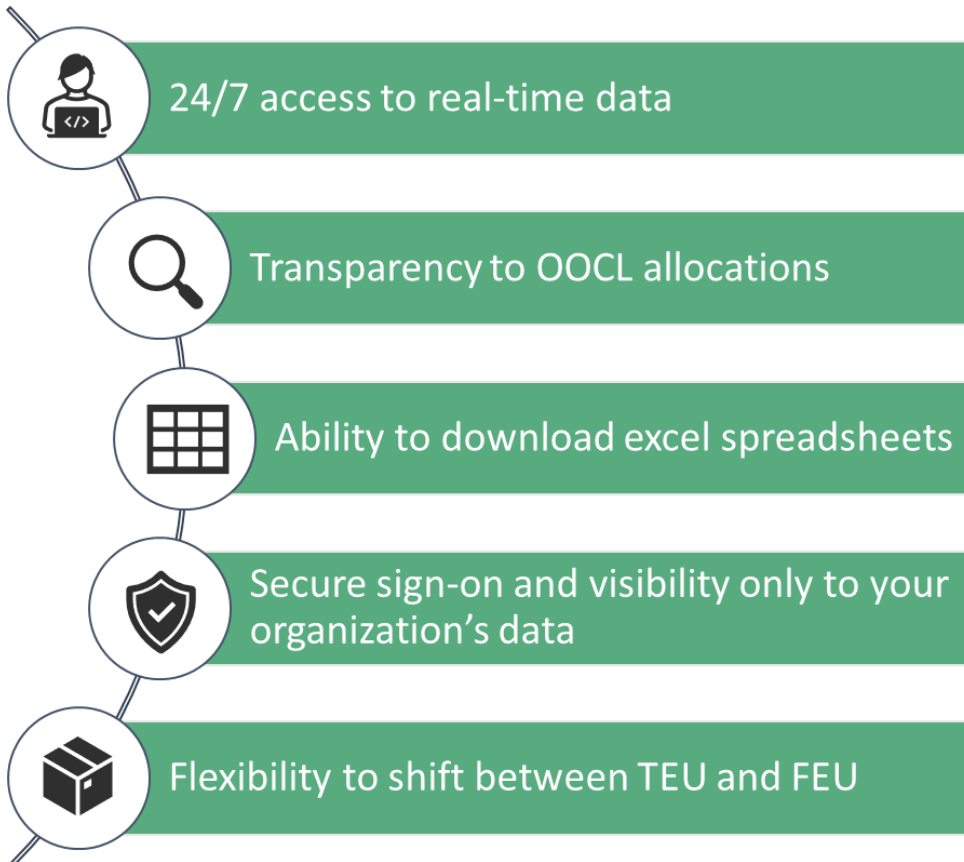 24/7 access to real-time data
Transparency to OOCL allocations
Ability to download excel spreadsheets
Secure sign-on and visibility only to your
organization’s data
Flexibility to shift between TEU and FEU